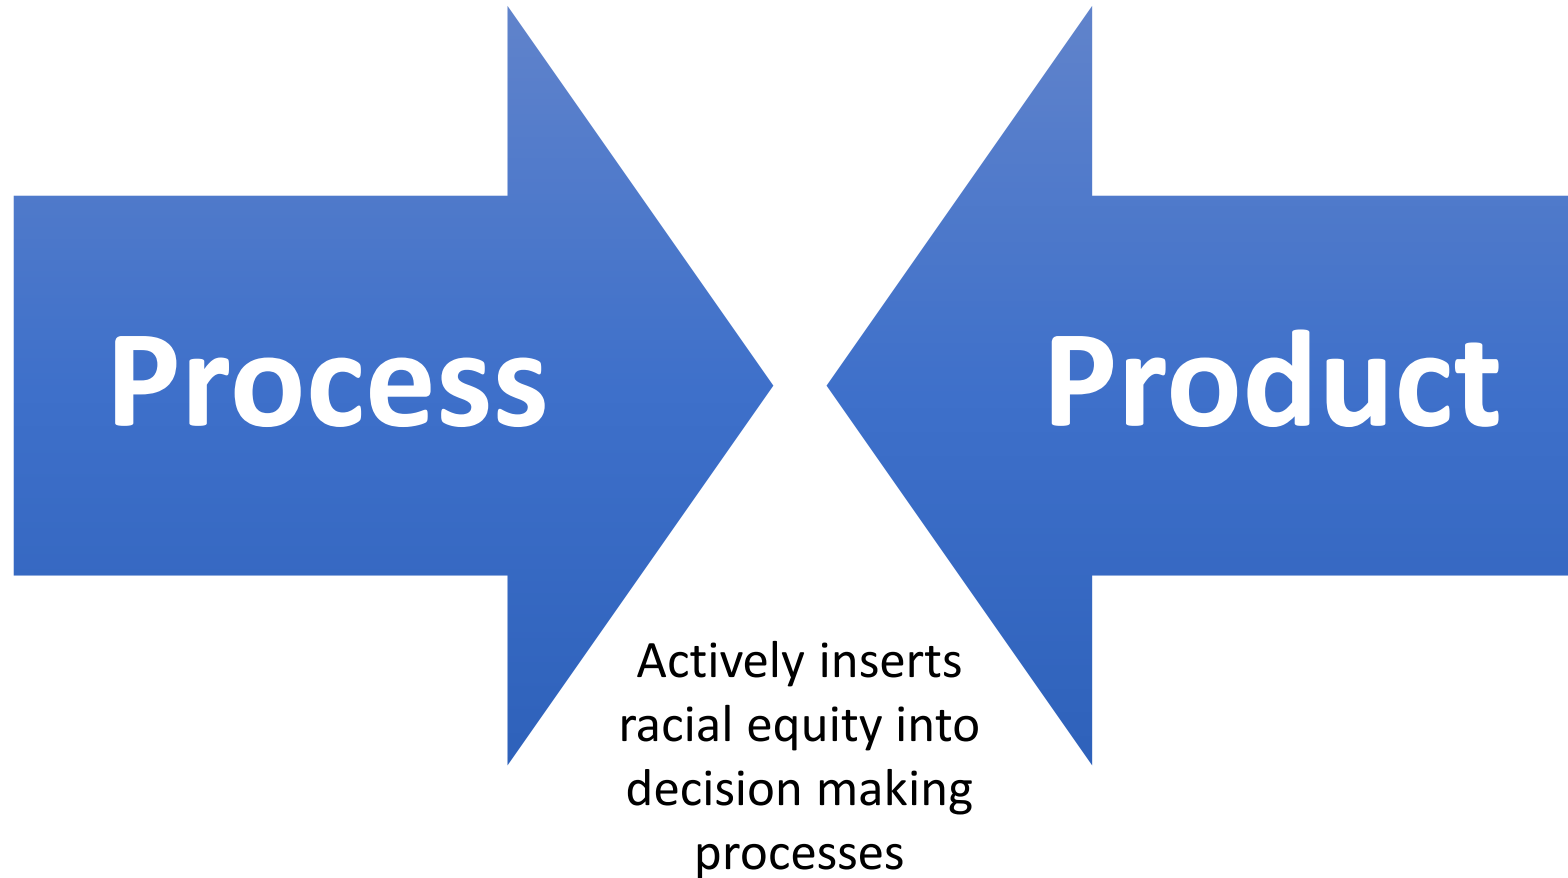 Process
Product
Actively inserts
racial equity into
decision making
processes